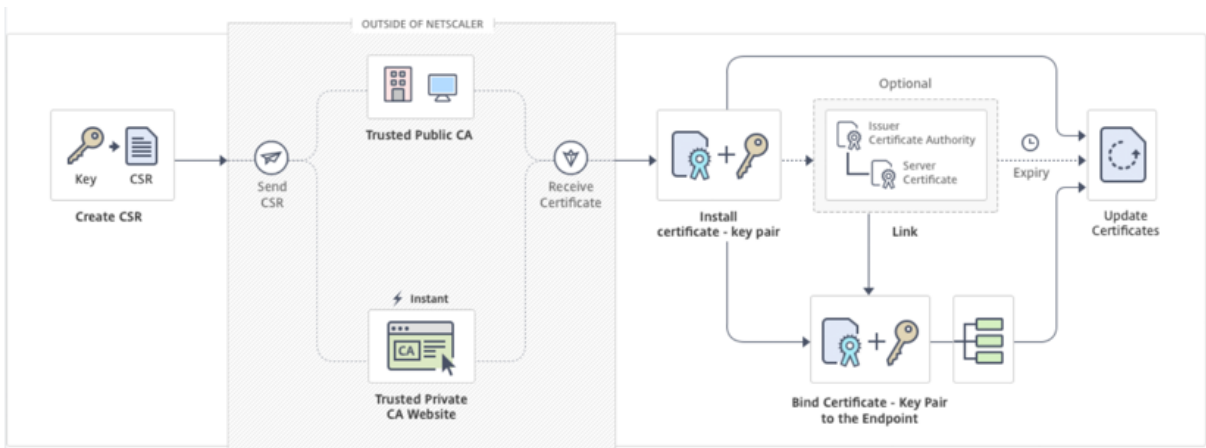 OUTSIDE OF NETSCALER
Key
CSR
Create CSR
Send
CSR
Trusted Public CA
Instant
CA
Trusted Private
CA Website
Receive
Certificate
Install
certificate - key pair
Optional
Issuer
Certificate Authority
Server
Certificate
Link
Expiry
Update
Certificates
Bind Certificate - Key Pair
to the Endpoint